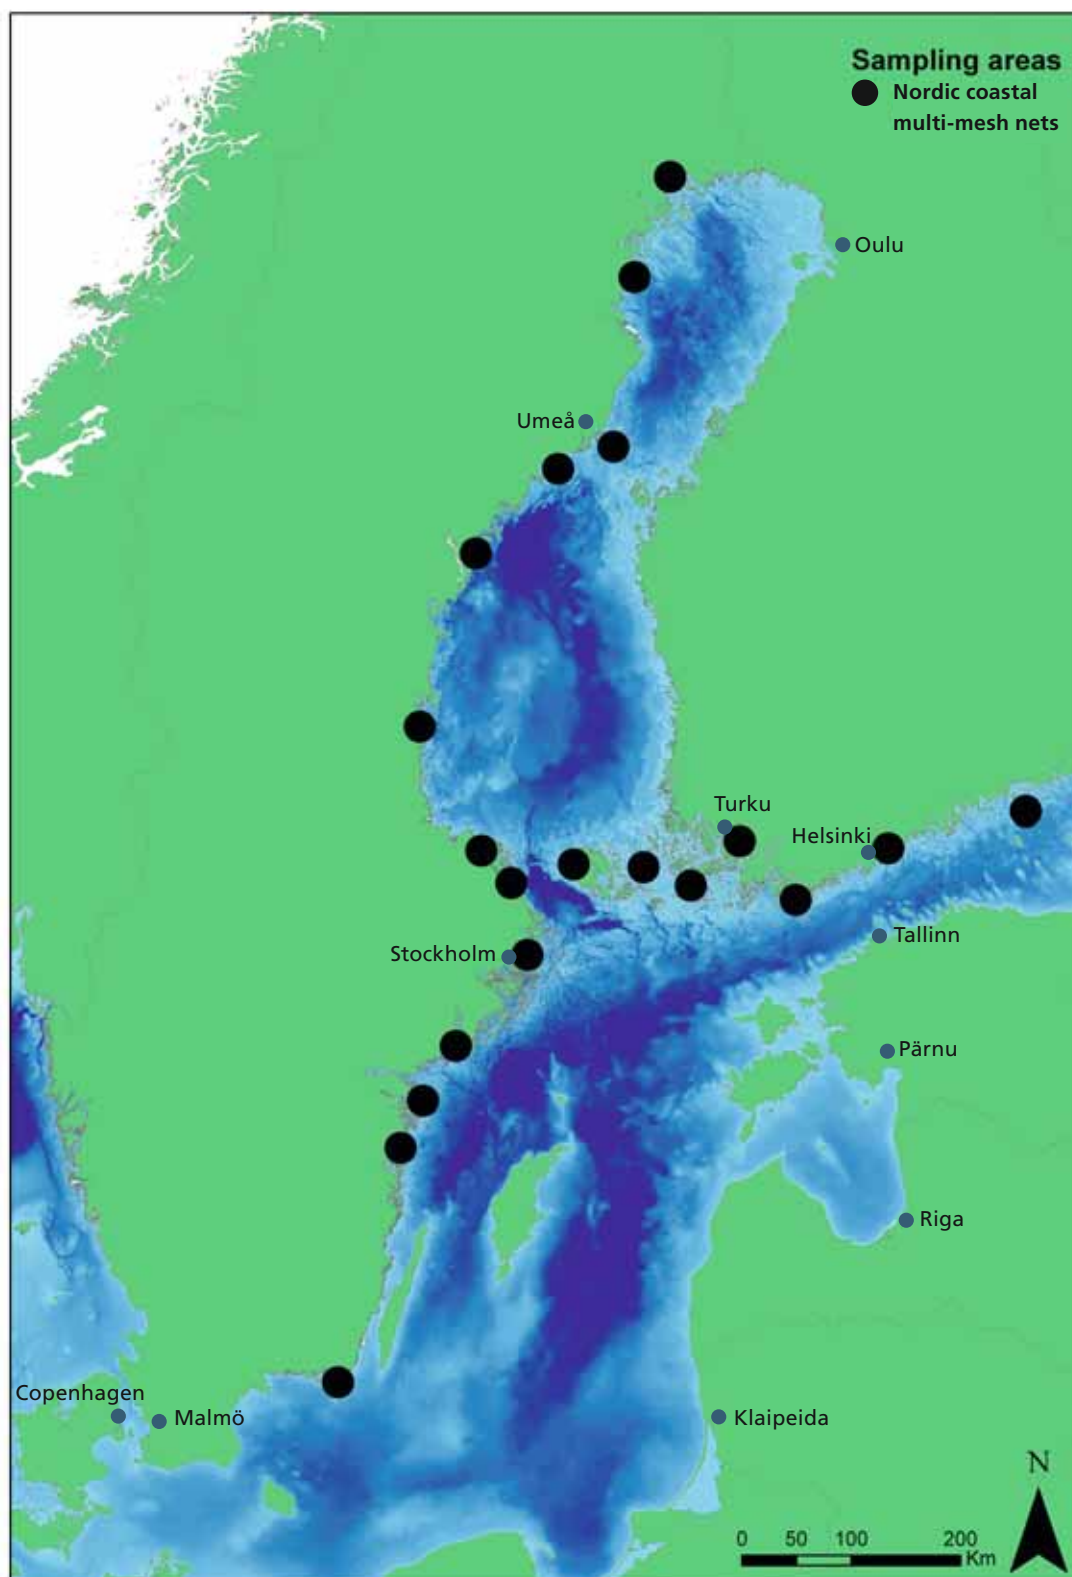 Sampling areas
Nordic coastal
multi-mesh nets
Oulu
Umeå
Turku
Helsinki
Tallinn
Stockholm
Pärnu
Riga
Copenhagen
Malmö
Klaipeida
N
0 50 100 200
Km